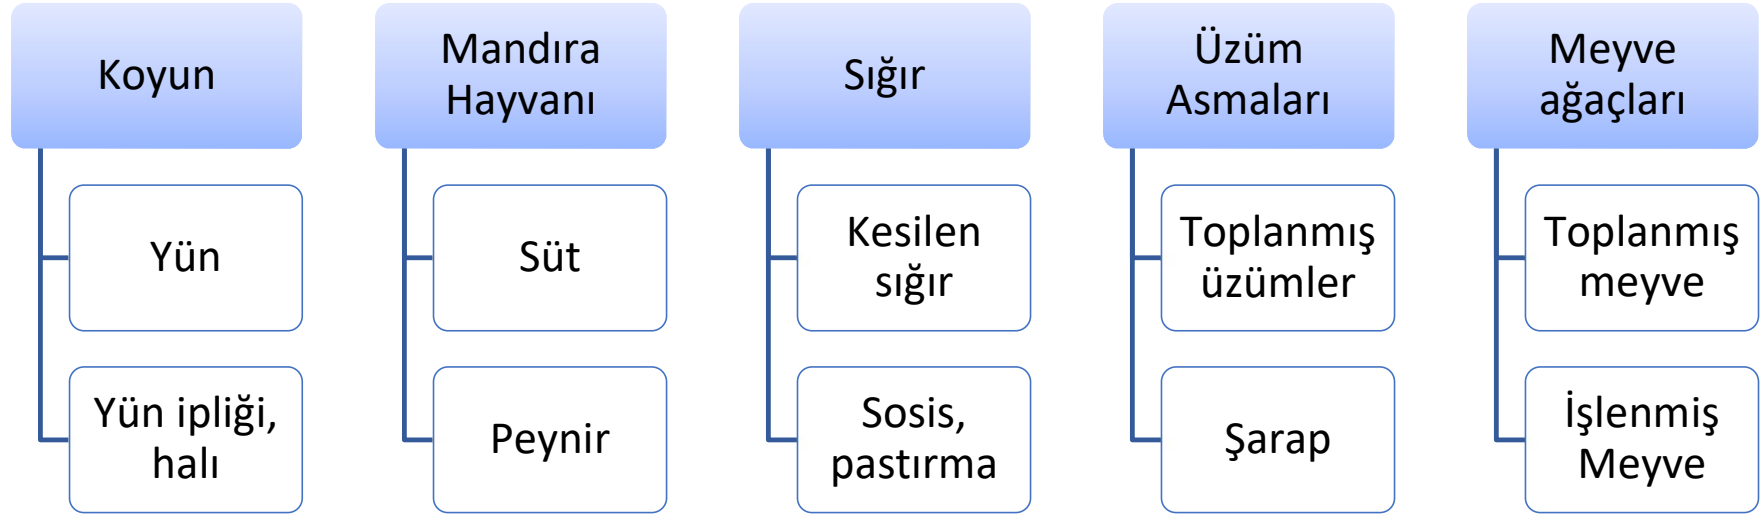 Koyun
Yün
Yün ipliği,
halı
Mandıra
Hayvanı
Süt
Peynir
Sığır
Kesilen
sığır
Sosis,
pastırma
Üzüm
Asmaları
Toplanmış
üzümler
Şarap
Meyve
ağaçları
Toplanmış
meyve
İşlenmiş
Meyve